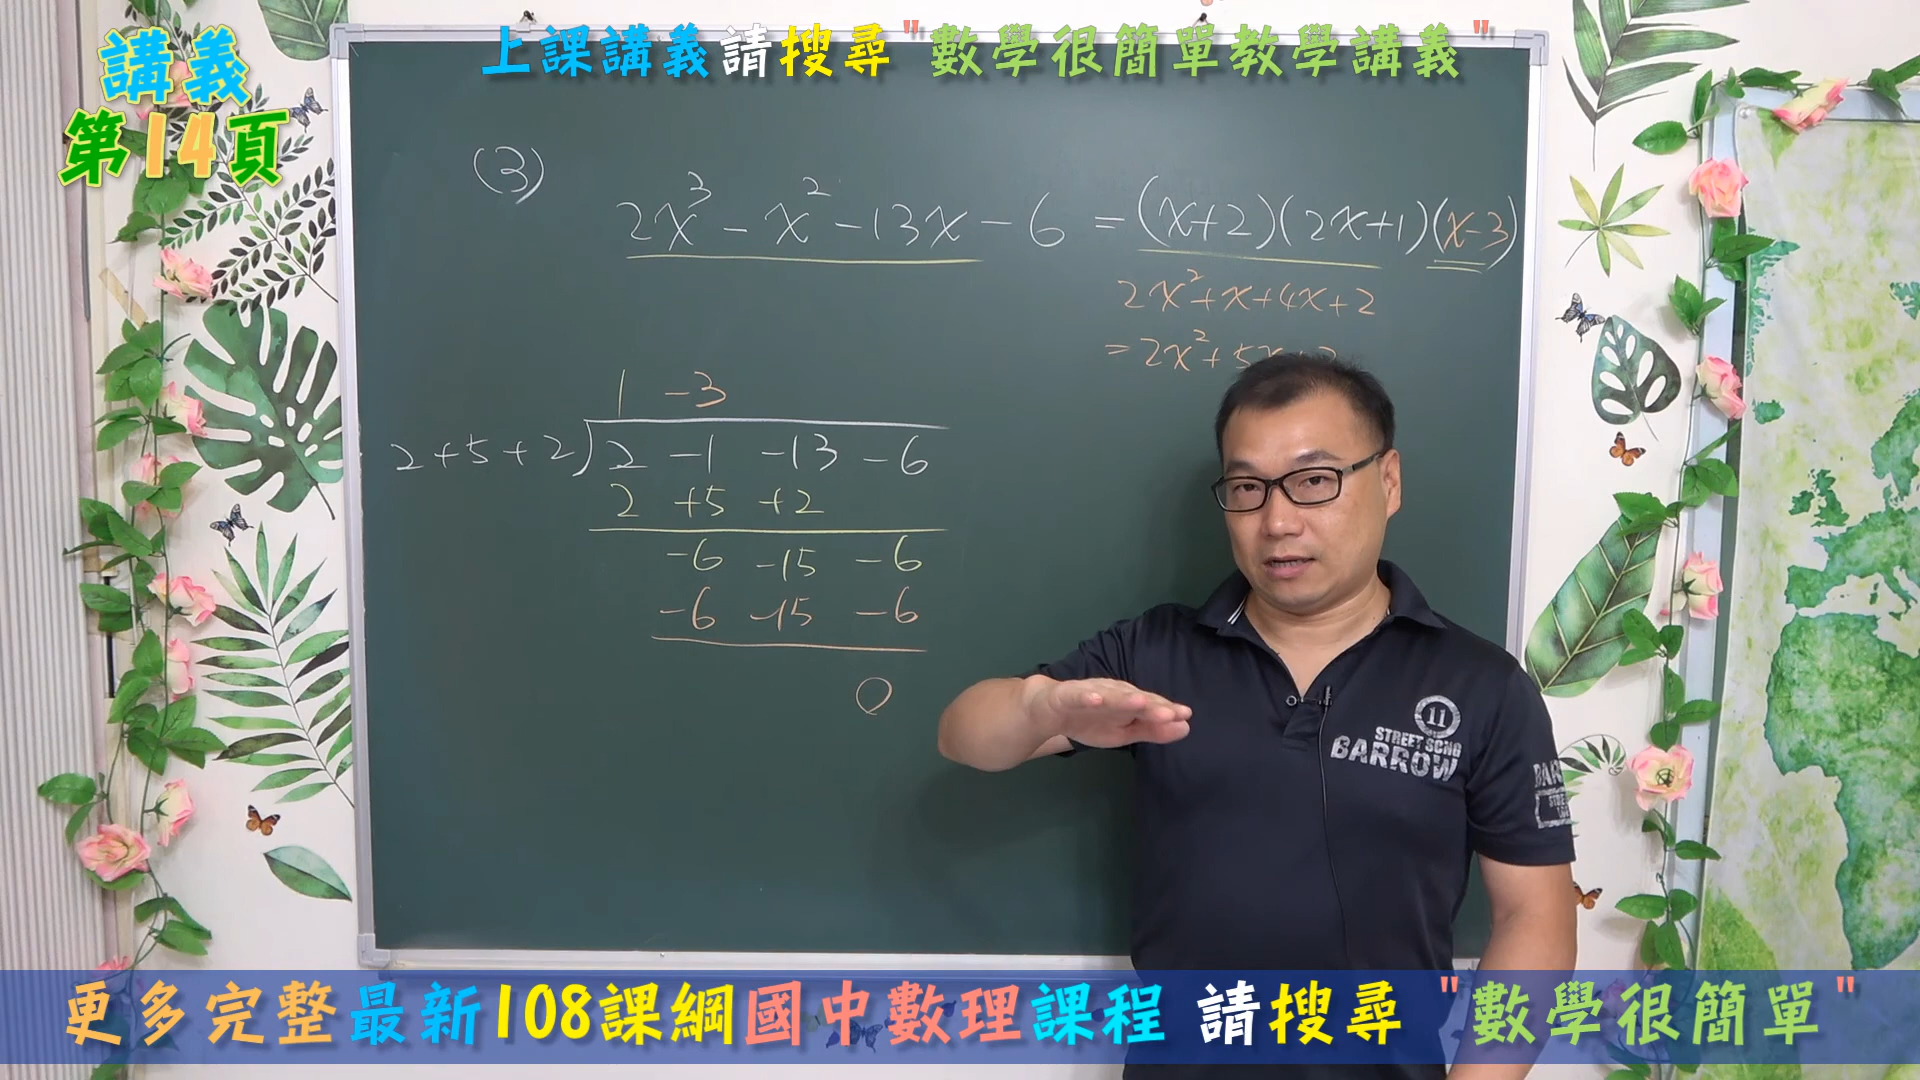 上課講義請搜尋"數學很簡單教學講義"
講義
第14頁
(3)
2x³ - x² - 13x - 6 = (x+2)(2x+1)(x-3)
2x²+x+4x+2
= 2x²+5x
1 -3
2+5+2)2 -1 -13 -6
2 +5 +2
-6 -15 -6
-6 -15 -6
0
11
STREET SONG
BARROW
更多完整最新108課綱國中數理課程 請搜尋 "數學很簡單"